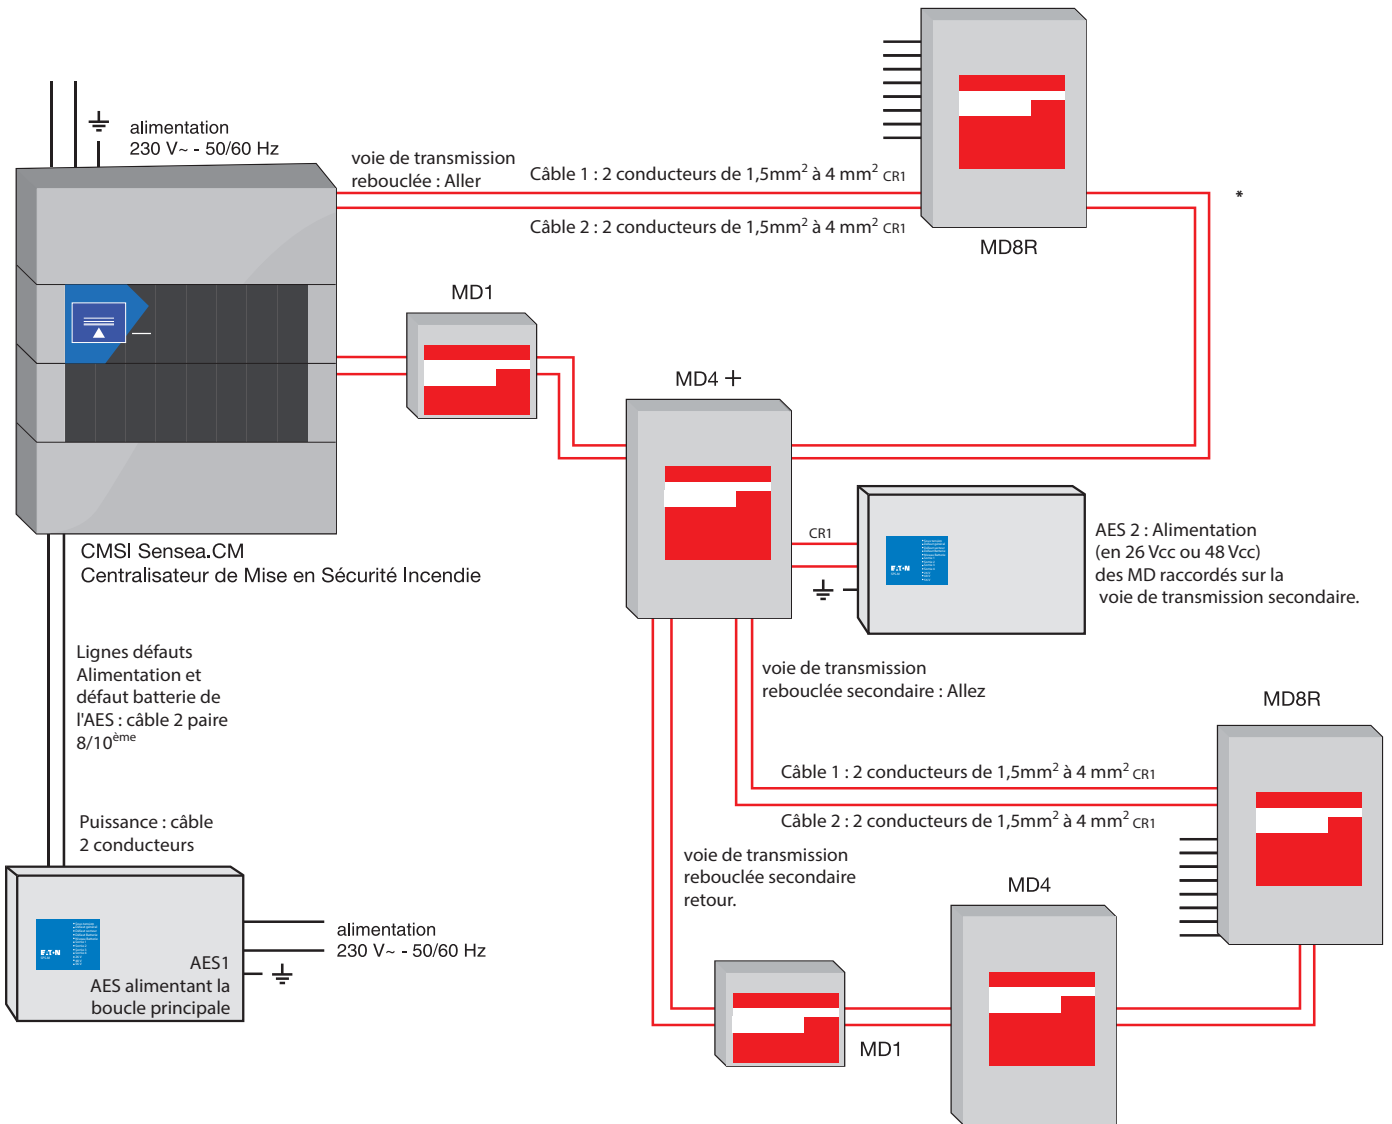 alimentation
230 V~ - 50/60 Hz
voie de transmission
rebouclée : Aller
Câble 1 : 2 conducteurs de 1,5mm² à 4 mm² CR1
Câble 2 : 2 conducteurs de 1,5mm² à 4 mm² CR1
*
MD8R
MD1
MD4 +
CMSI Sensea.CM
Centralisateur de Mise en Sécurité Incendie
CR1
EATON
AES 2 : Alimentation
(en 26 Vcc ou 48 Vcc)
des MD raccordés sur la
voie de transmission secondaire.
Lignes défauts
Alimentation et
défaut batterie de
l'AES : câble 2 paire
8/10ème
voie de transmission
rebouclée secondaire : Allez
MD8R
Câble 1 : 2 conducteurs de 1,5mm² à 4 mm² CR1
Câble 2 : 2 conducteurs de 1,5mm² à 4 mm² CR1
Puissance : câble
2 conducteurs
voie de transmission
rebouclée secondaire
retour.
MD4
EATON
alimentation
230 V~ - 50/60 Hz
AES1
AES alimentant la
boucle principale
MD1